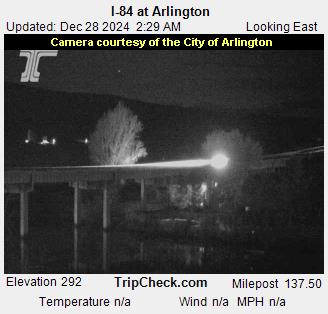 I-84 at Arlington
Updated: Dec 28 2024 2:29 AM Looking East
Camera courtesy of the City of Arlington
Elevation 292 TripCheck.com Milepost 137.50
Temperature n/a Wind n/a MPH n/a